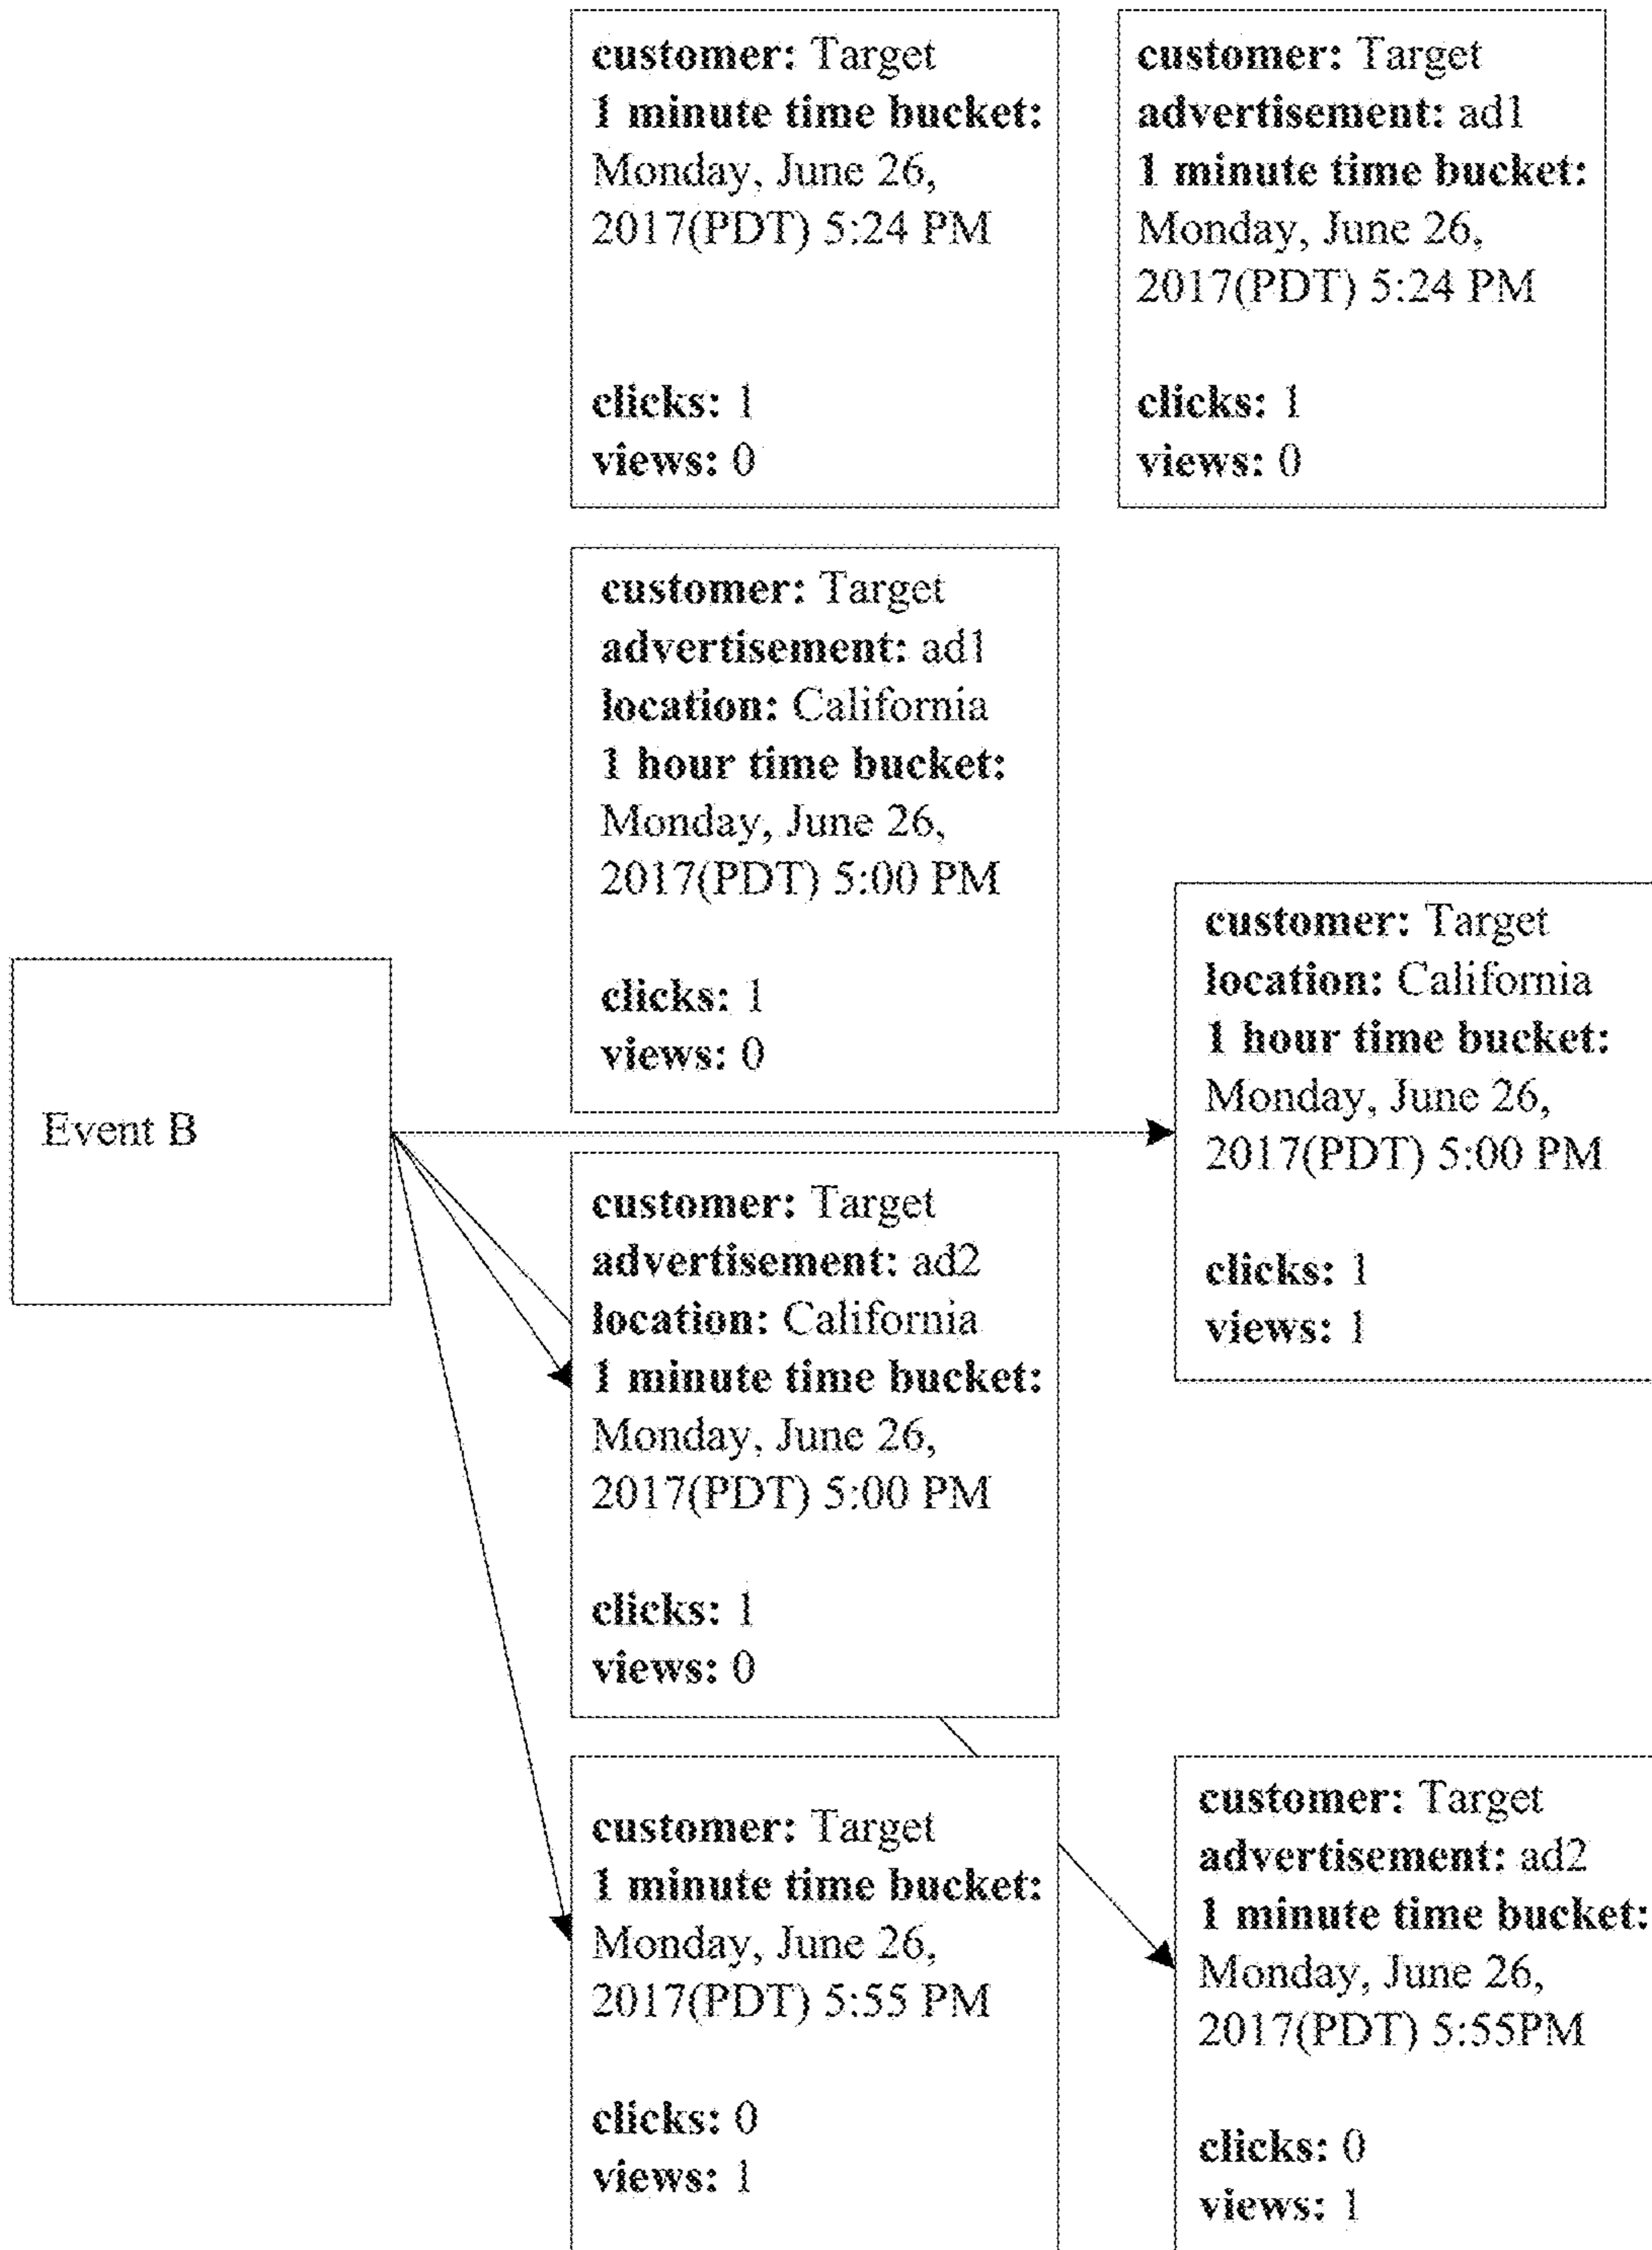 customer: Target
1 minute time bucket:
Monday, June 26,
2017(PDT) 5:24 PM
clicks: 1
views: 0
customer: Target
advertisement: ad1
1 minute time bucket:
Monday, June 26,
2017(PDT) 5:24 PM
clicks: 1
views: 0
customer: Target
advertisement: ad1
location: California
1 hour time bucket:
Monday, June 26,
2017(PDT) 5:00 PM
clicks: 1
views: 0
customer: Target
location: California
1 hour time bucket:
Monday, June 26,
2017(PDT) 5:00 PM
clicks: 1
views: 1
Event B
customer: Target
advertisement: ad2
location: California
1 minute time bucket:
Monday, June 26,
2017(PDT) 5:00 PM
clicks: 1
views: 0
customer: Target
1 minute time bucket:
Monday, June 26,
2017(PDT) 5:55 PM
clicks: 0
views: 1
customer: Target
advertisement: ad2
1 minute time bucket:
Monday, June 26,
2017(PDT) 5:55PM
clicks: 0
views: 1